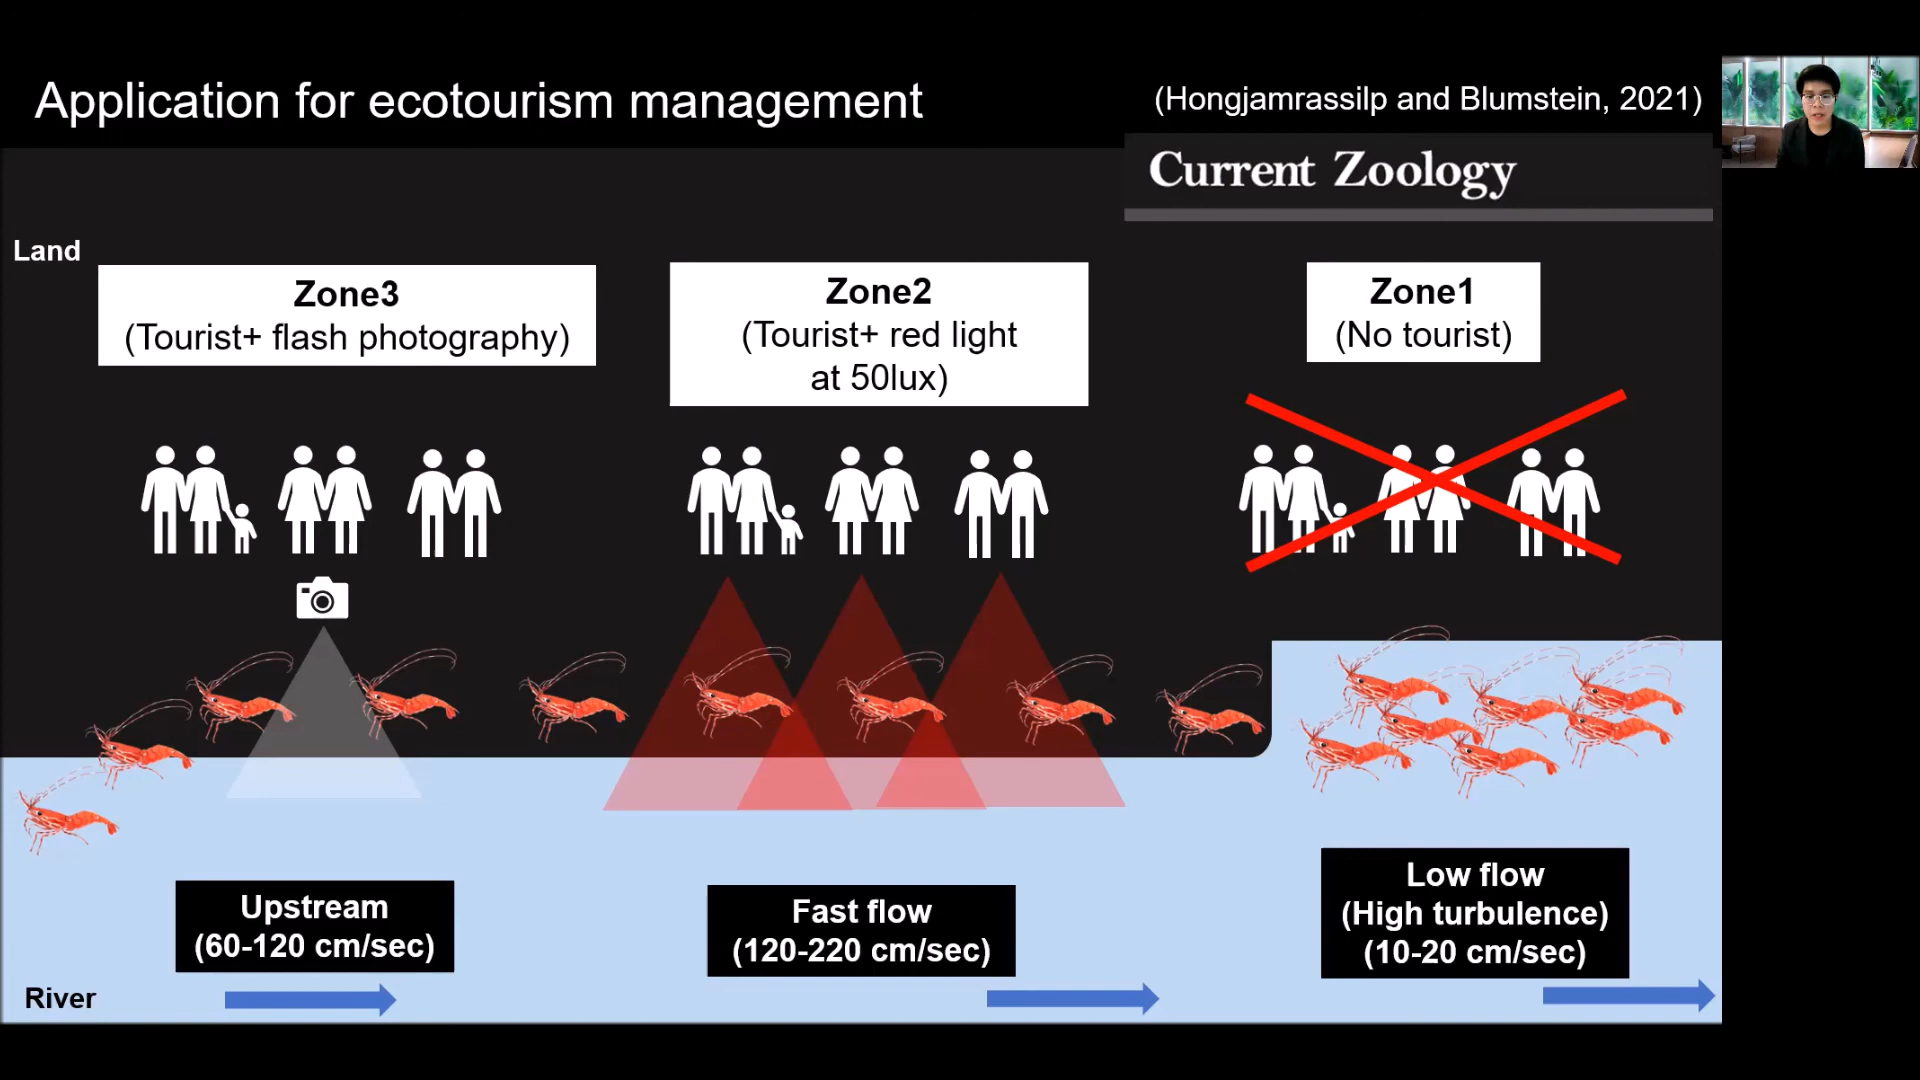 Application for ecotourism management
(Hongjamrassilp and Blumstein, 2021)
Current Zoology
Land
Zone3
(Tourist+ flash photography)
Zone2
(Tourist+ red light
at 50lux)
Zone1
(No tourist)
Upstream
(60-120 cm/sec)
Fast flow
(120-220 cm/sec)
Low flow
(High turbulence)
(10-20 cm/sec)
River